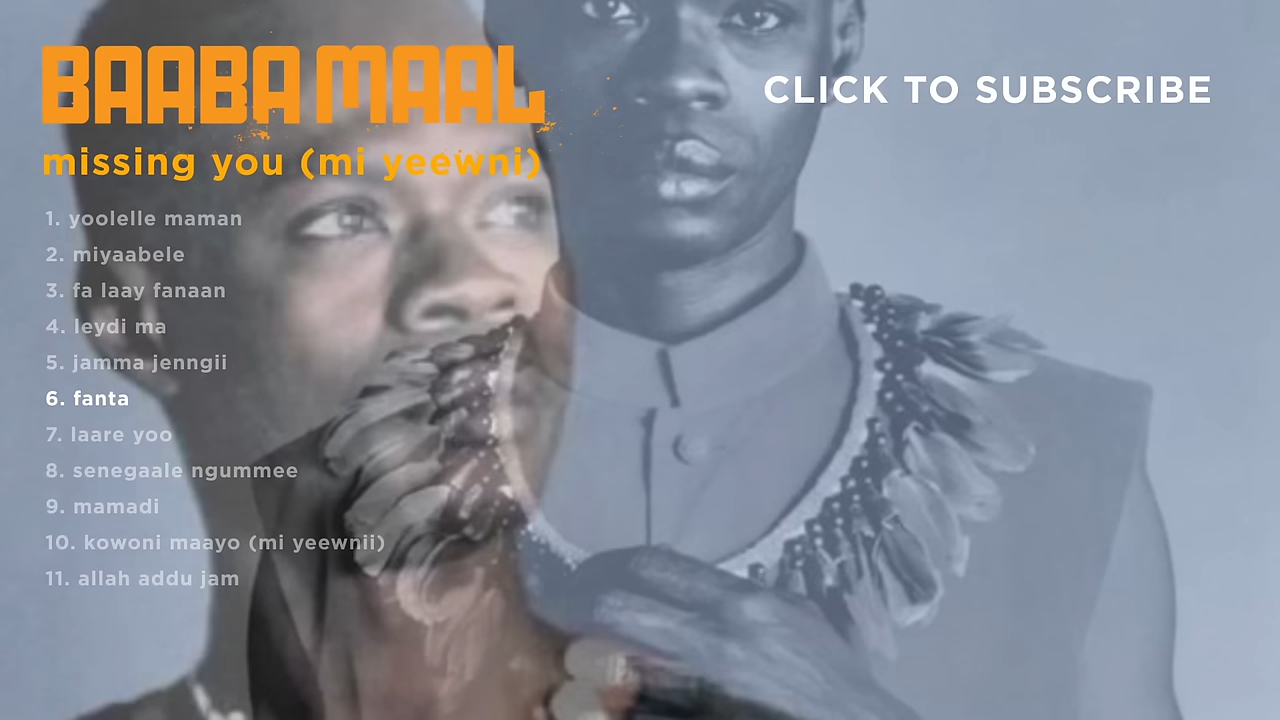 BAABA MAAL
CLICK TO SUBSCRIBE
missing you (mi yeewni)
1. yoolelle maman
2. miyaabele
3. fa laay fanaan
4. leydi ma
5. jamma jenngii
6. fanta
7. laare yoo
8. senegaale ngummee
9. mamadi
10. kowoni maayo (mi yeewnii)
11. allah addu jam